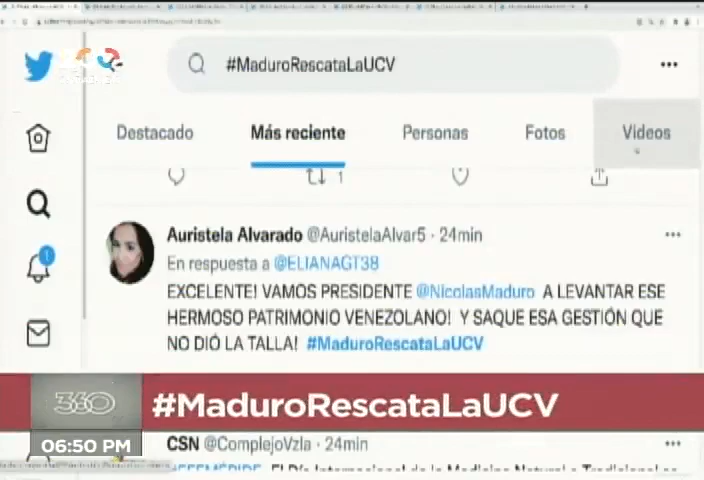 #MaduroRescataLaUCV
Destacado
Más reciente
Personas
Fotos
Videos
1
Auristela Alvarado @AuristelaAlvar5 · 24min
1
En respuesta a @ELIANAGT38
EXCELENTE! VAMOS PRESIDENTE @NicolasMaduro A LEVANTAR ESE
HERMOSO PATRIMONIO VENEZOLANO! Y SAQUE ESA GESTIÓN QUE
NO DIÓ LA TALLA! #MaduroRescataLaUCV
360
#MaduroRescataLaUCV
06:50 PM
CSN @ComplejoVzla · 24min